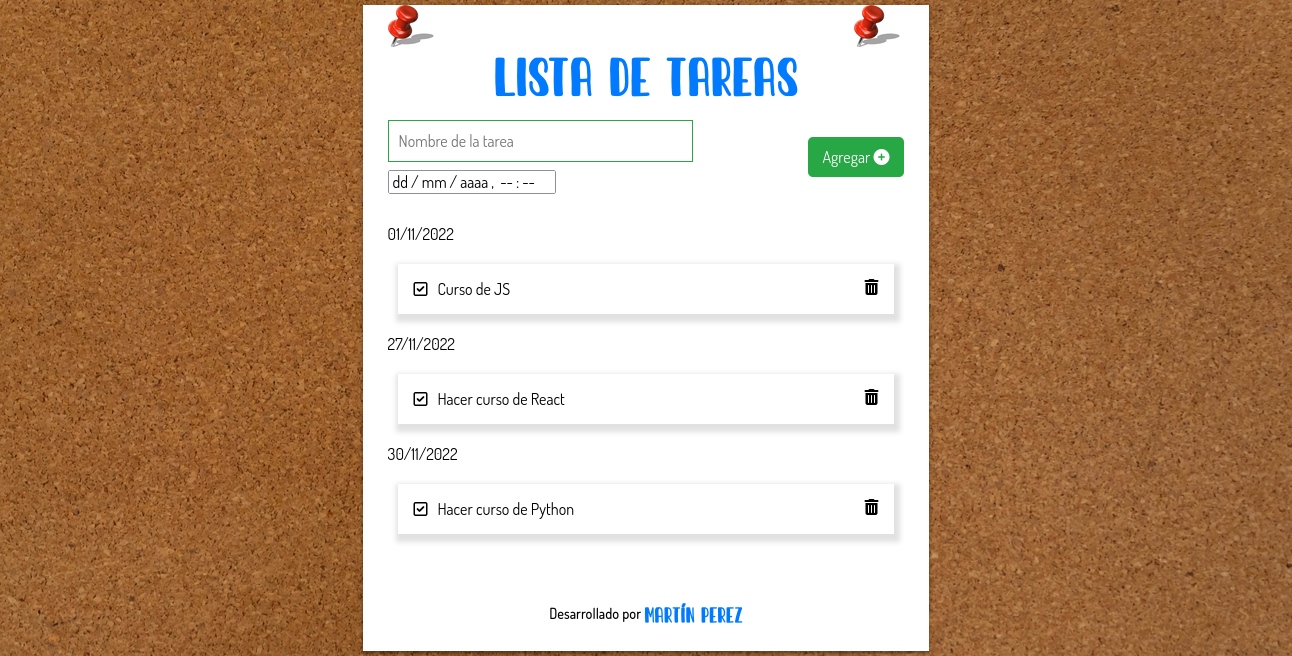 LISTA DE TAREAS
Nombre de la tarea
Agregar
dd / mm / aaaa , -- : --
01/11/2022
Curso de JS
27/11/2022
Hacer curso de React
30/11/2022
Hacer curso de Python
Desarrollado por MARTÍN PEREZ